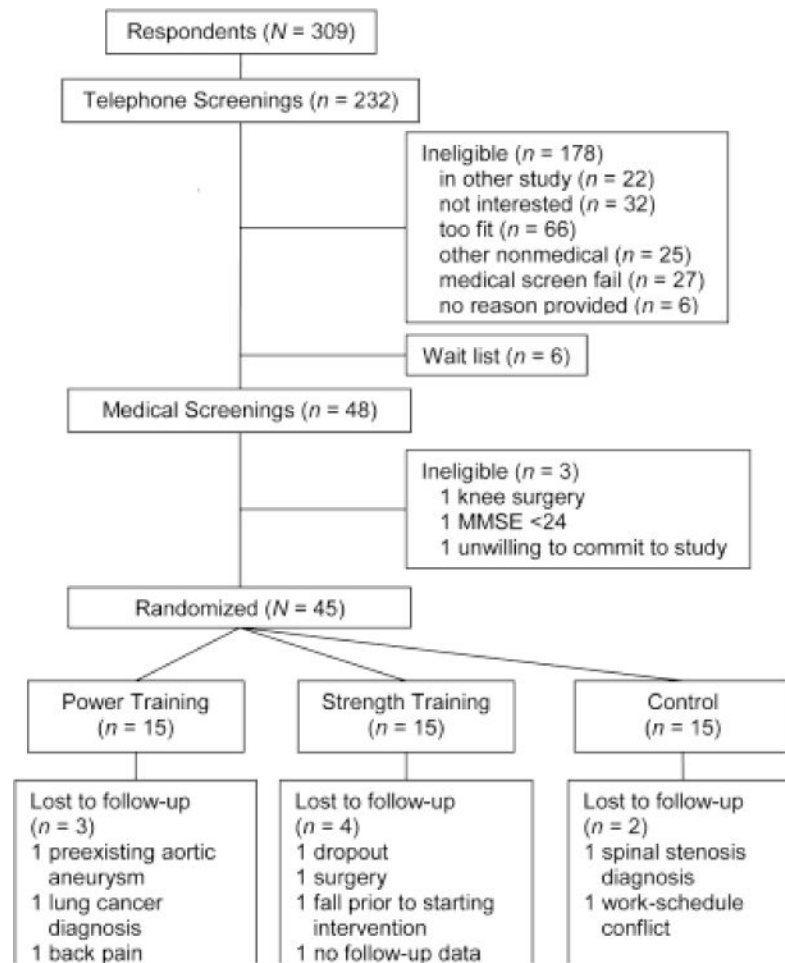 Respondents (N = 309)
Telephone Screenings (n = 232)
Ineligible (n = 178)
in other study (n = 22)
not interested (n = 32)
too fit (n = 66)
other nonmedical (n = 25)
medical screen fail (n = 27)
no reason provided (n = 6)
Wait list (n = 6)
Medical Screenings (n = 48)
Ineligible (n = 3)
1 knee surgery
1 MMSE <24
1 unwilling to commit to study
Randomized (N = 45)
Power Training
(n = 15)
Strength Training
(n = 15)
Control
(n = 15)
Lost to follow-up
(n = 3)
1 preexisting aortic
aneurysm
1 lung cancer
diagnosis
1 back pain
Lost to follow-up
(n = 4)
1 dropout
1 surgery
1 fall prior to starting
intervention
1 no follow-up data
Lost to follow-up
(n = 2)
1 spinal stenosis
diagnosis
1 work-schedule
conflict